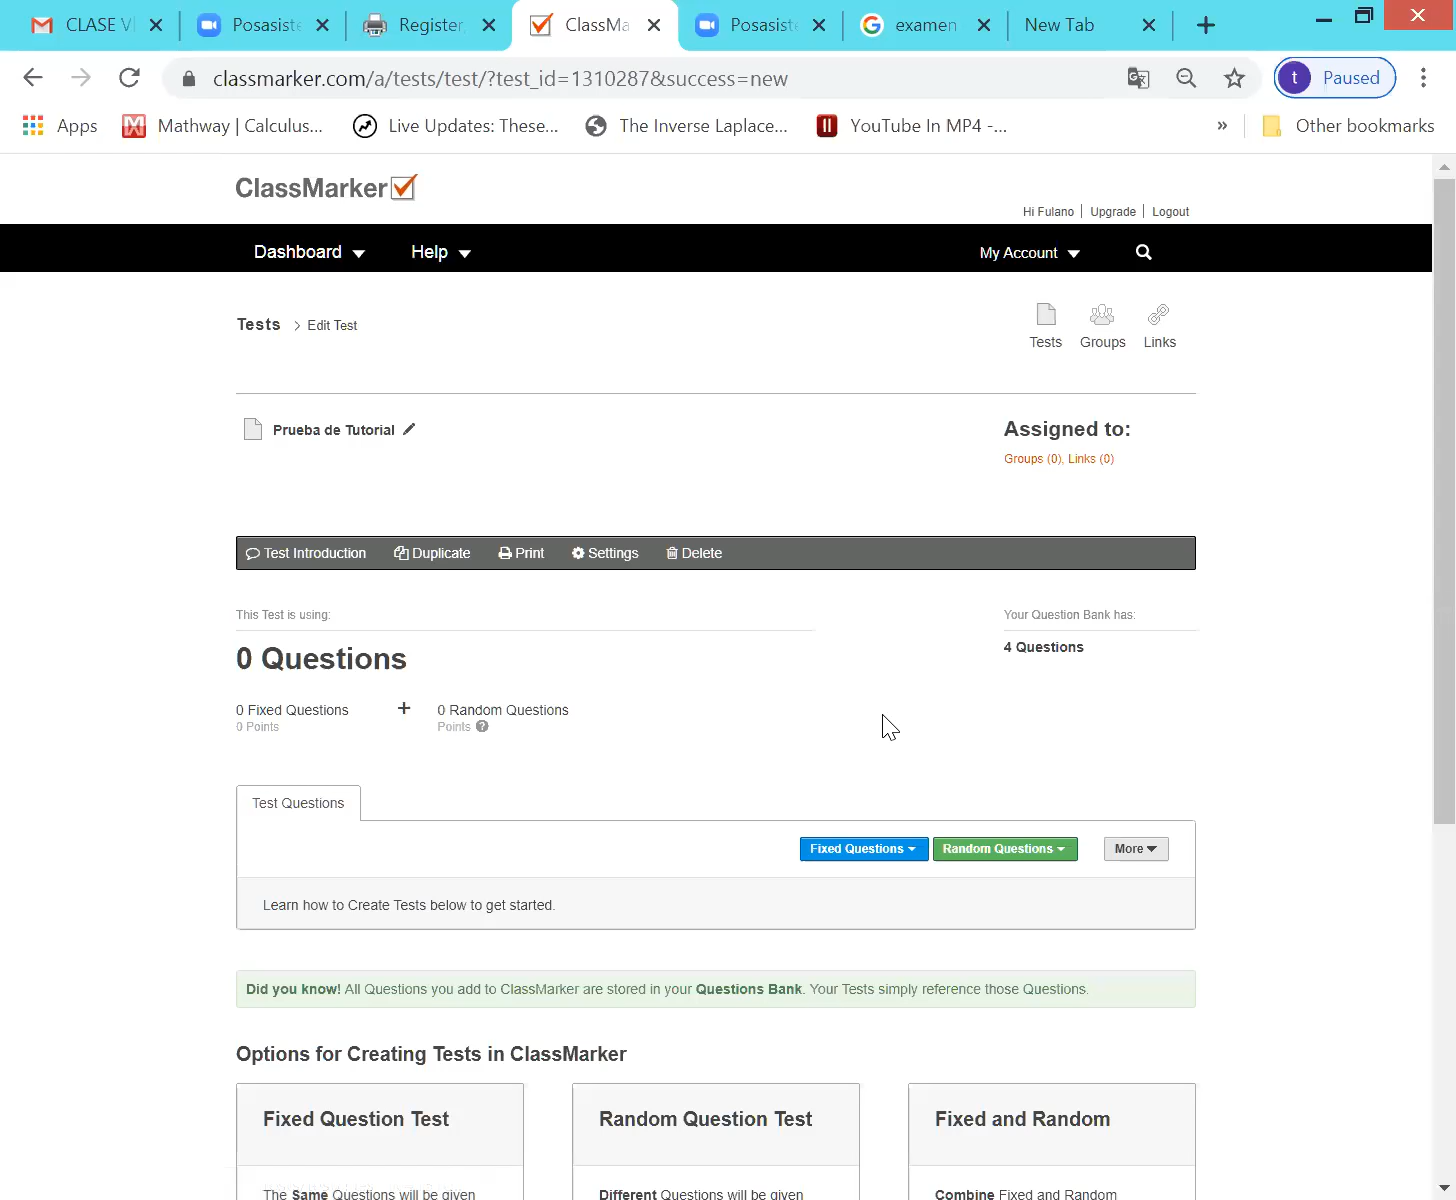 CLASE VI
Posasiste
Register,
ClassMa
Posasiste
examen
New Tab
classmarker.com/a/tests/test/?test_id=1310287&success=new
t
Paused
Apps
Mathway | Calculus...
Live Updates: These...
The Inverse Laplace...
YouTube In MP4 -...
»
Other bookmarks
ClassMarker
Hi Fulano
Upgrade
Logout
Dashboard
Help
My Account
Tests > Edit Test
Tests
Groups
Links
Prueba de Tutorial
Assigned to:
Groups (0), Links (0)
Test Introduction
Duplicate
Print
Settings
Delete
This Test is using:
Your Question Bank has:
0 Questions
4 Questions
0 Fixed Questions
+
0 Random Questions
0 Points
Points ?
Test Questions
Fixed Questions
Random Questions
More
Learn how to Create Tests below to get started.
Did you know! All Questions you add to ClassMarker are stored in your Questions Bank. Your Tests simply reference those Questions.
Options for Creating Tests in ClassMarker
Fixed Question Test
Random Question Test
Fixed and Random
The Same Questions will be given
Different Questions will be given
Combine Fixed and Random